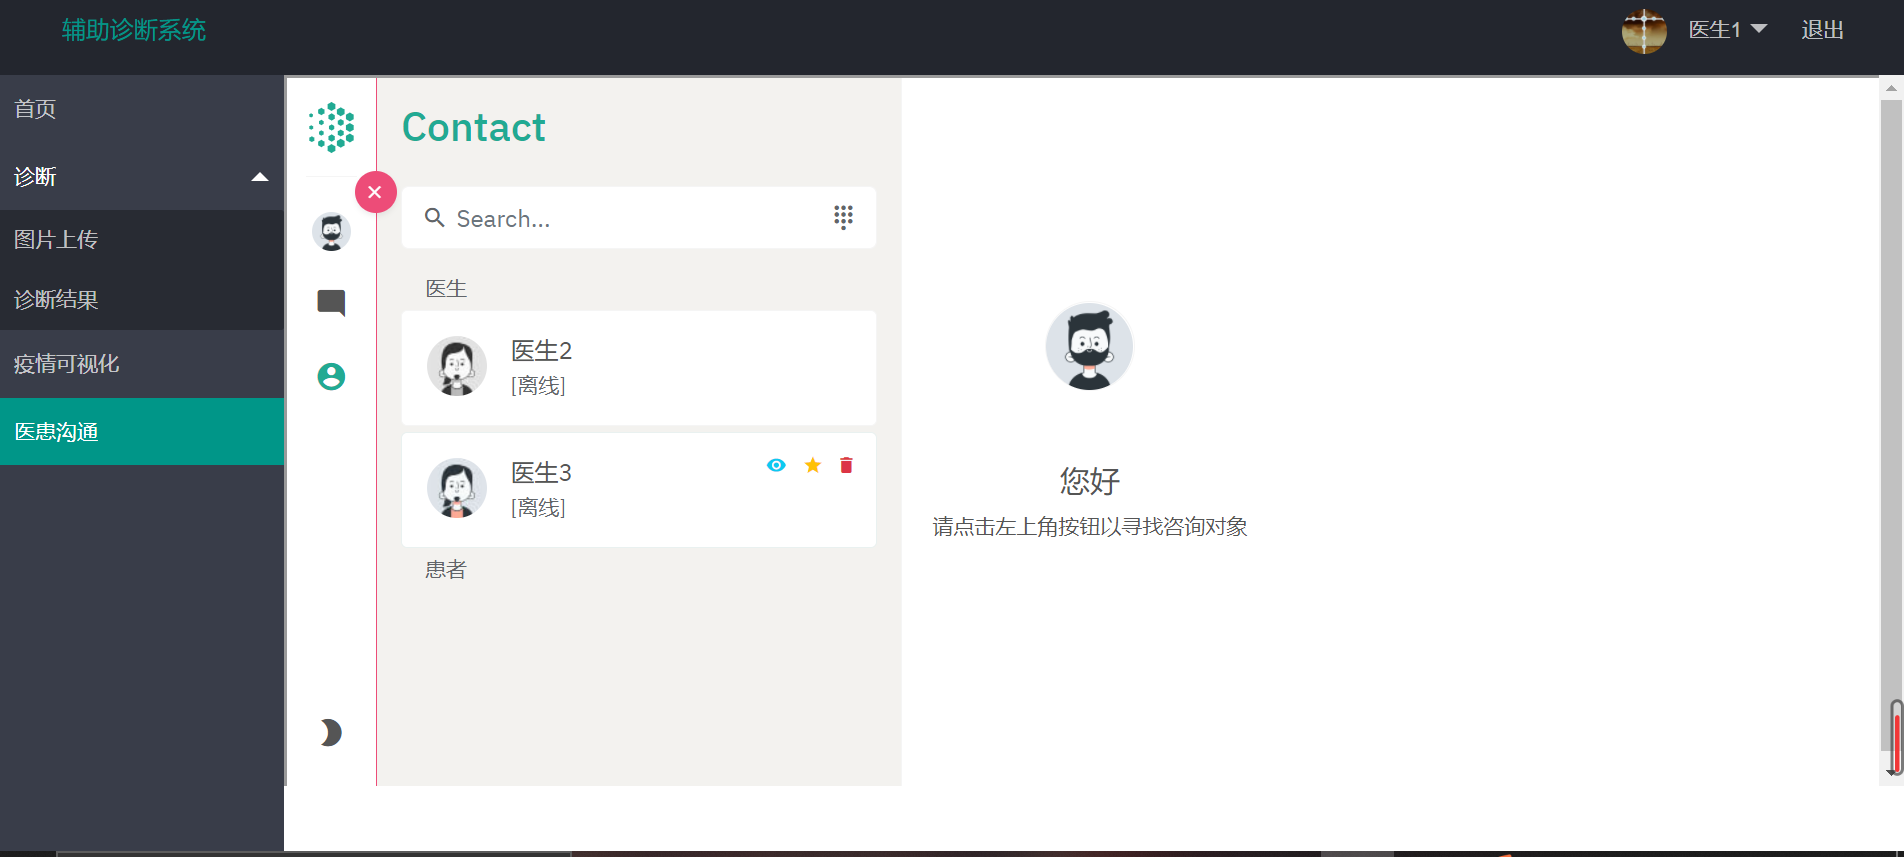 辅助诊断系统
医生1
退出
首页
诊断
图片上传
诊断结果
疫情可视化
医患沟通
Contact
Search...
医生
医生2
[离线]
医生3
[离线]
患者
您好
请点击左上角按钮以寻找咨询对象